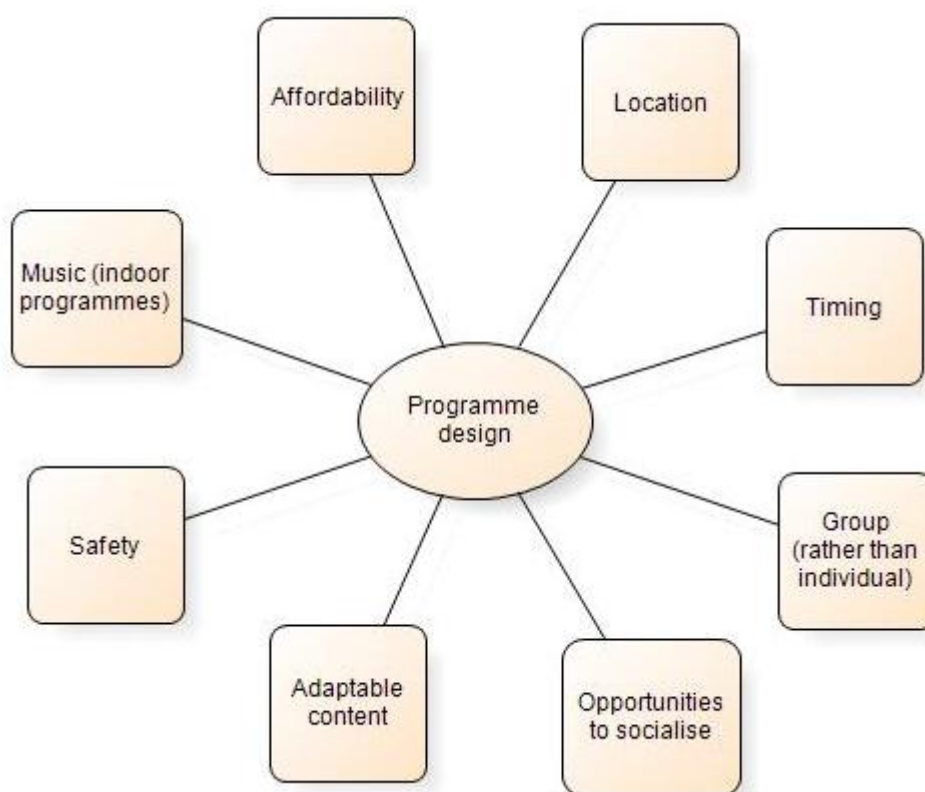 Affordability
Location
Music (indoor
programmes)
Timing
Programme
design
Safety
Group
(rather than
individual)
Adaptable
content
Opportunities
to socialise